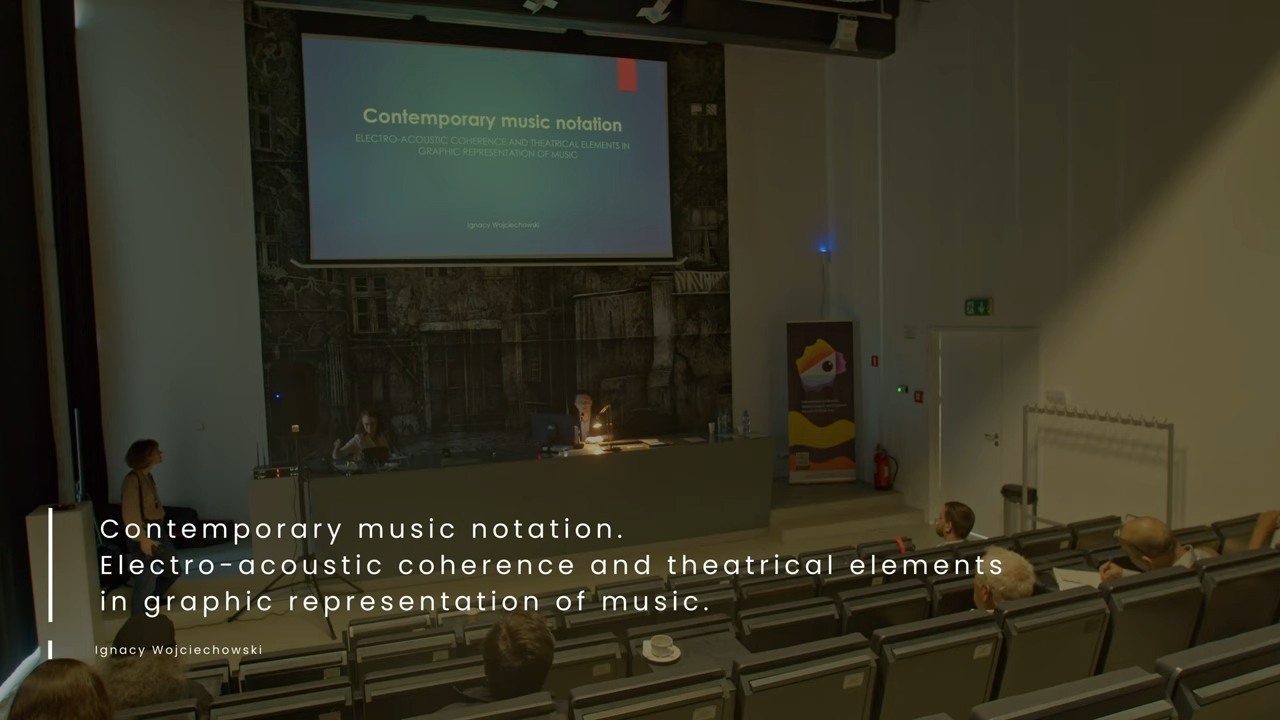 Contemporary music notation
ELECTRO-ACOUSTIC COHERENCE AND THEATRICAL ELEMENTS IN
GRAPHIC REPRESENTATION OF MUSIC
Ignacy Wojciechowski
Contemporary music notation.
Electro-acoustic coherence and theatrical elements
in graphic representation of music.
Ignacy Wojciechowski